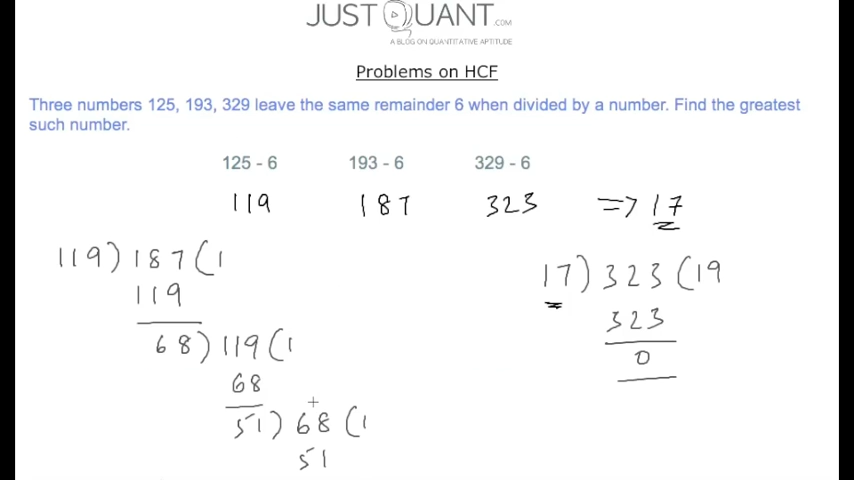 JUST QUANT.COM
A BLOG ON QUANTITATIVE APTITUDE
Problems on HCF
Three numbers 125, 193, 329 leave the same remainder 6 when divided by a number. Find the greatest
such number.
125 - 6 193 - 6 329 - 6
119 187 323 => 17
119) 187 (1
119
68) 119 (1
68
51) 68 (1
51
17) 323 (19
323
0